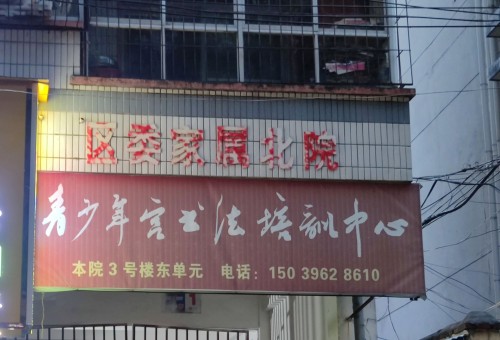 区委家居北院
青少年宫书法培训中心
本院3号楼东单元 电话：150 3962 8610